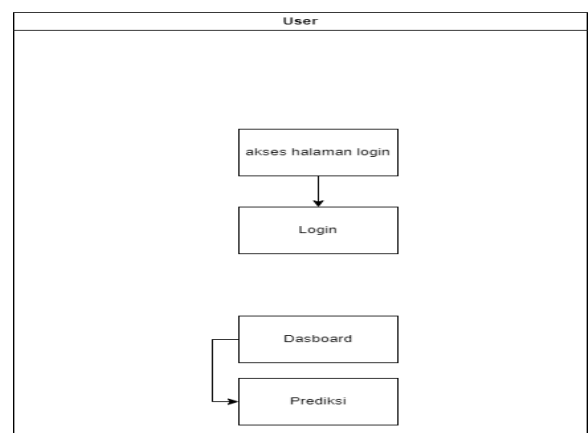 User
akses halaman login
Login
Dasboard
Prediksi